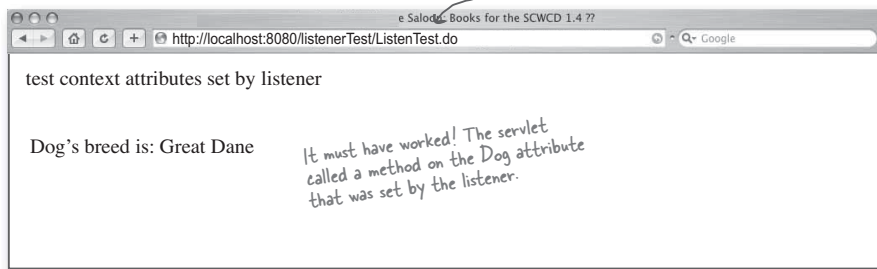 e Saloon: Books for the SCWCD 1.4 ??
http://localhost:8080/listenerTest/ListenTest.do
Google
test context attributes set by listener
Dog's breed is: Great Dane
It must have worked! The servlet
called a method on the Dog attribute
that was set by the listener.